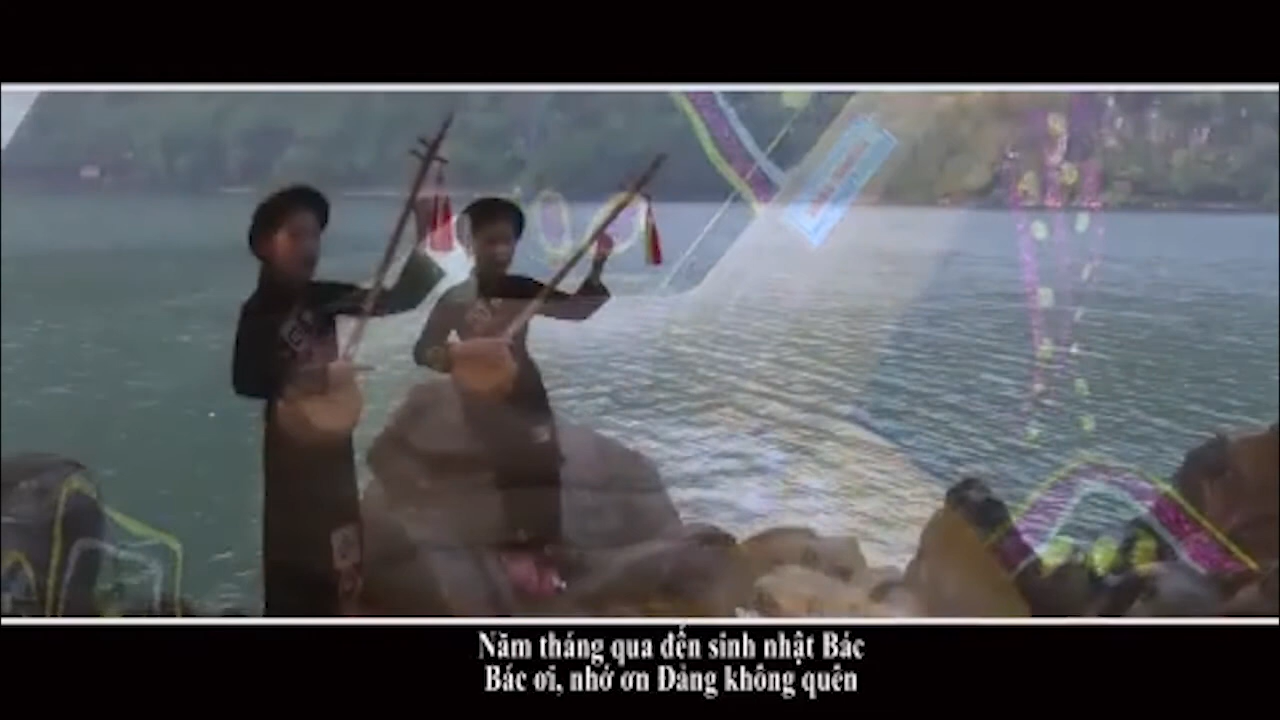 Năm tháng qua đến sinh nhật Bác
Bác ơi, nhớ ơn Đảng không quên